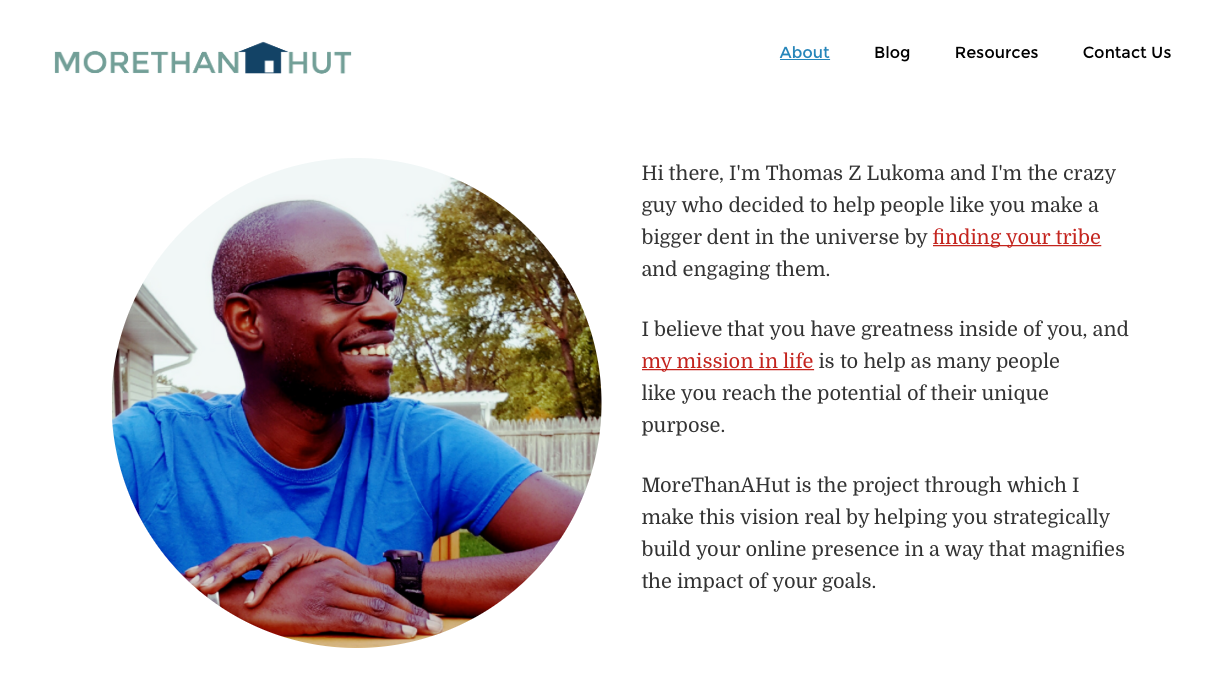 MORETHAN HUT
About Blog Resources Contact Us
Hi there, I'm Thomas Z Lukoma and I'm the crazy
guy who decided to help people like you make a
bigger dent in the universe by finding your tribe
and engaging them.
I believe that you have greatness inside of you, and
my mission in life is to help as many people
like you reach the potential of their unique
purpose.
MoreThanAHut is the project through which I
make this vision real by helping you strategically
build your online presence in a way that magnifies
the impact of your goals.